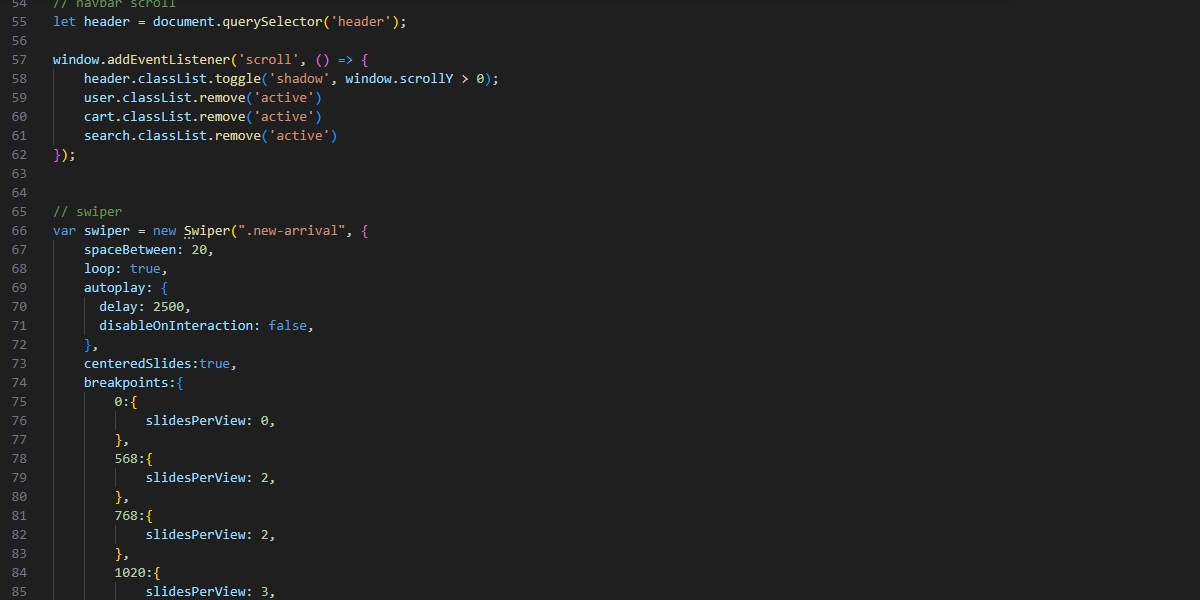 54 // navbar scroll
55 let header = document.querySelector('header');
56
57 window.addEventListener('scroll', () => {
58 header.classList.toggle('shadow', window.scrollY > 0);
59 user.classList.remove('active')
60 cart.classList.remove('active')
61 search.classList.remove('active')
62 });
63
64
65 // swiper
66 var swiper = new Swiper(".new-arrival", {
67 spaceBetween: 20,
68 loop: true,
69 autoplay: {
70 delay: 2500,
71 disableOnInteraction: false,
72 },
73 centeredSlides:true,
74 breakpoints:{
75 0:{
76 slidesPerView: 0,
77 },
78 568:{
79 slidesPerView: 2,
80 },
81 768:{
82 slidesPerView: 2,
83 },
84 1020:{
85 slidesPerView: 3,